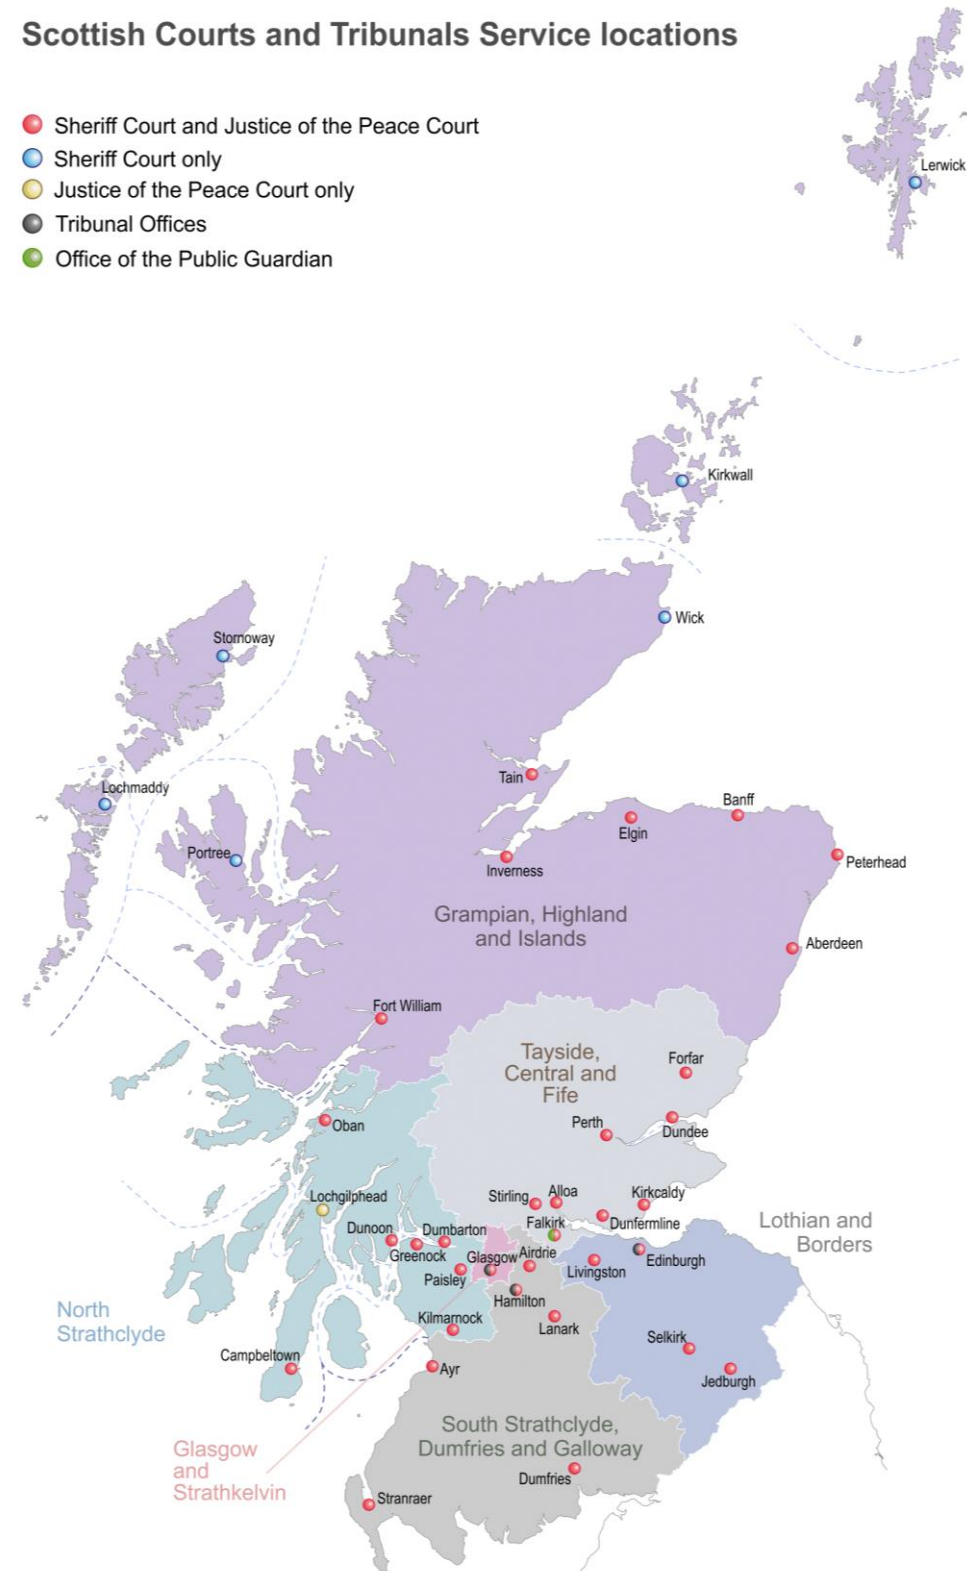 Scottish Courts and Tribunals Service locations
Sheriff Court and Justice of the Peace Court
Sheriff Court only
Justice of the Peace Court only
Tribunal Offices
Office of the Public Guardian
Lerwick
Kirkwall
Wick
Stornoway
Lochmaddy
Portree
Tain
Banff
Elgin
Peterhead
Inverness
Grampian, Highland
and Islands
Aberdeen
Fort William
Tayside,
Central and
Fife
Forfar
Perth
Dundee
Oban
Stirling
Alloa
Kirkcaldy
Lochgilphead
Dunfermline
Falkirk
Dunoon
Dumbarton
Lothian and
Borders
Greenock
Glasgow
Airdrie
Edinburgh
Livingston
Paisley
Hamilton
North
Strathclyde
Kilmarnock
Lanark
Selkirk
Campbeltown
Ayr
Jedburgh
South Strathclyde,
Dumfries and Galloway
Glasgow
and
Strathkelvin
Dumfries
Stranraer